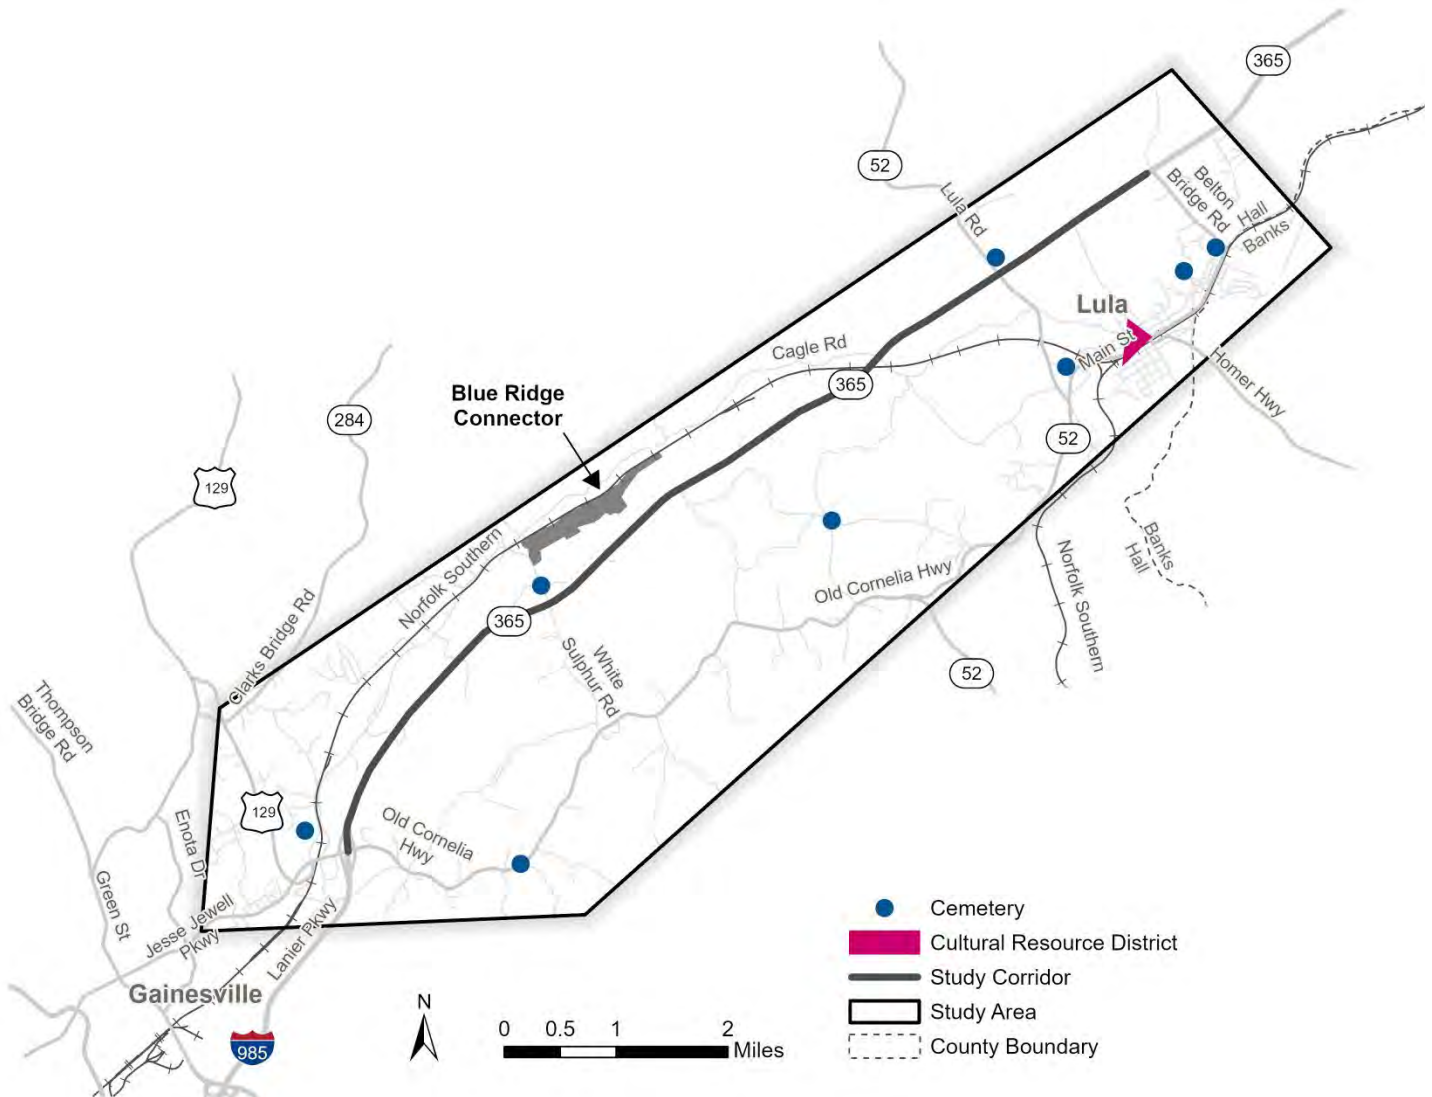 365
52
Lula Rd
Belton
Bridge Rd
Hall
Banks
Lula
Main St
Cagle Rd
365
Homer Hwy
Blue Ridge
Connector
284
52
129
Norfolk Southern
Banks
Hall
Old Cornelia Hwy
Norfolk Southern
Clarks Bridge Rd
365
White
Sulphur Rd
52
Thompson
Bridge Rd
129
Enota Dr
Old Cornelia
Hwy
Green St
Jesse Jewell
Pkwy
Lanier Pkwy
Gainesville
985
N
0 0.5 1 2
Miles
Cemetery
Cultural Resource District
Study Corridor
Study Area
County Boundary